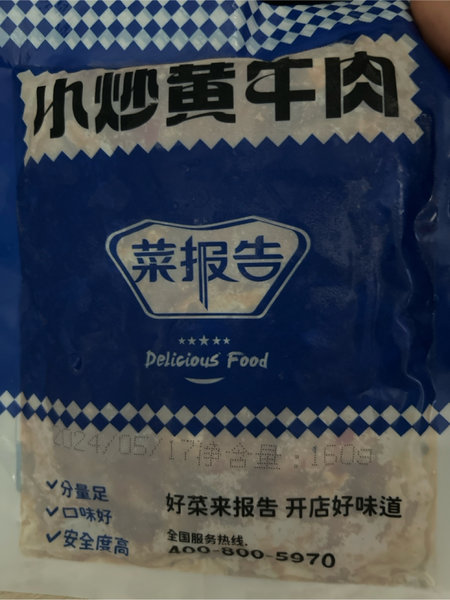 小炒黄牛肉
菜报告
Delicious Food
2024/05/17净含量:160g
分量足
口味好
安全度高
好菜来报告 开店好味道
全国服务热线.
400-800-5970